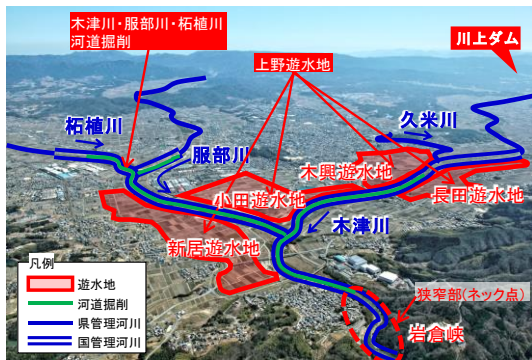 木津川・服部川・柘植川
河道掘削
川上ダム
上野遊水地
柘植川
久米川
服部川
木興遊水地
小田遊水地
長田遊水地
木津川
新居遊水地
凡例
遊水地
河道掘削
県管理河川
国管理河川
狭窄部(ネック点)
岩倉峡